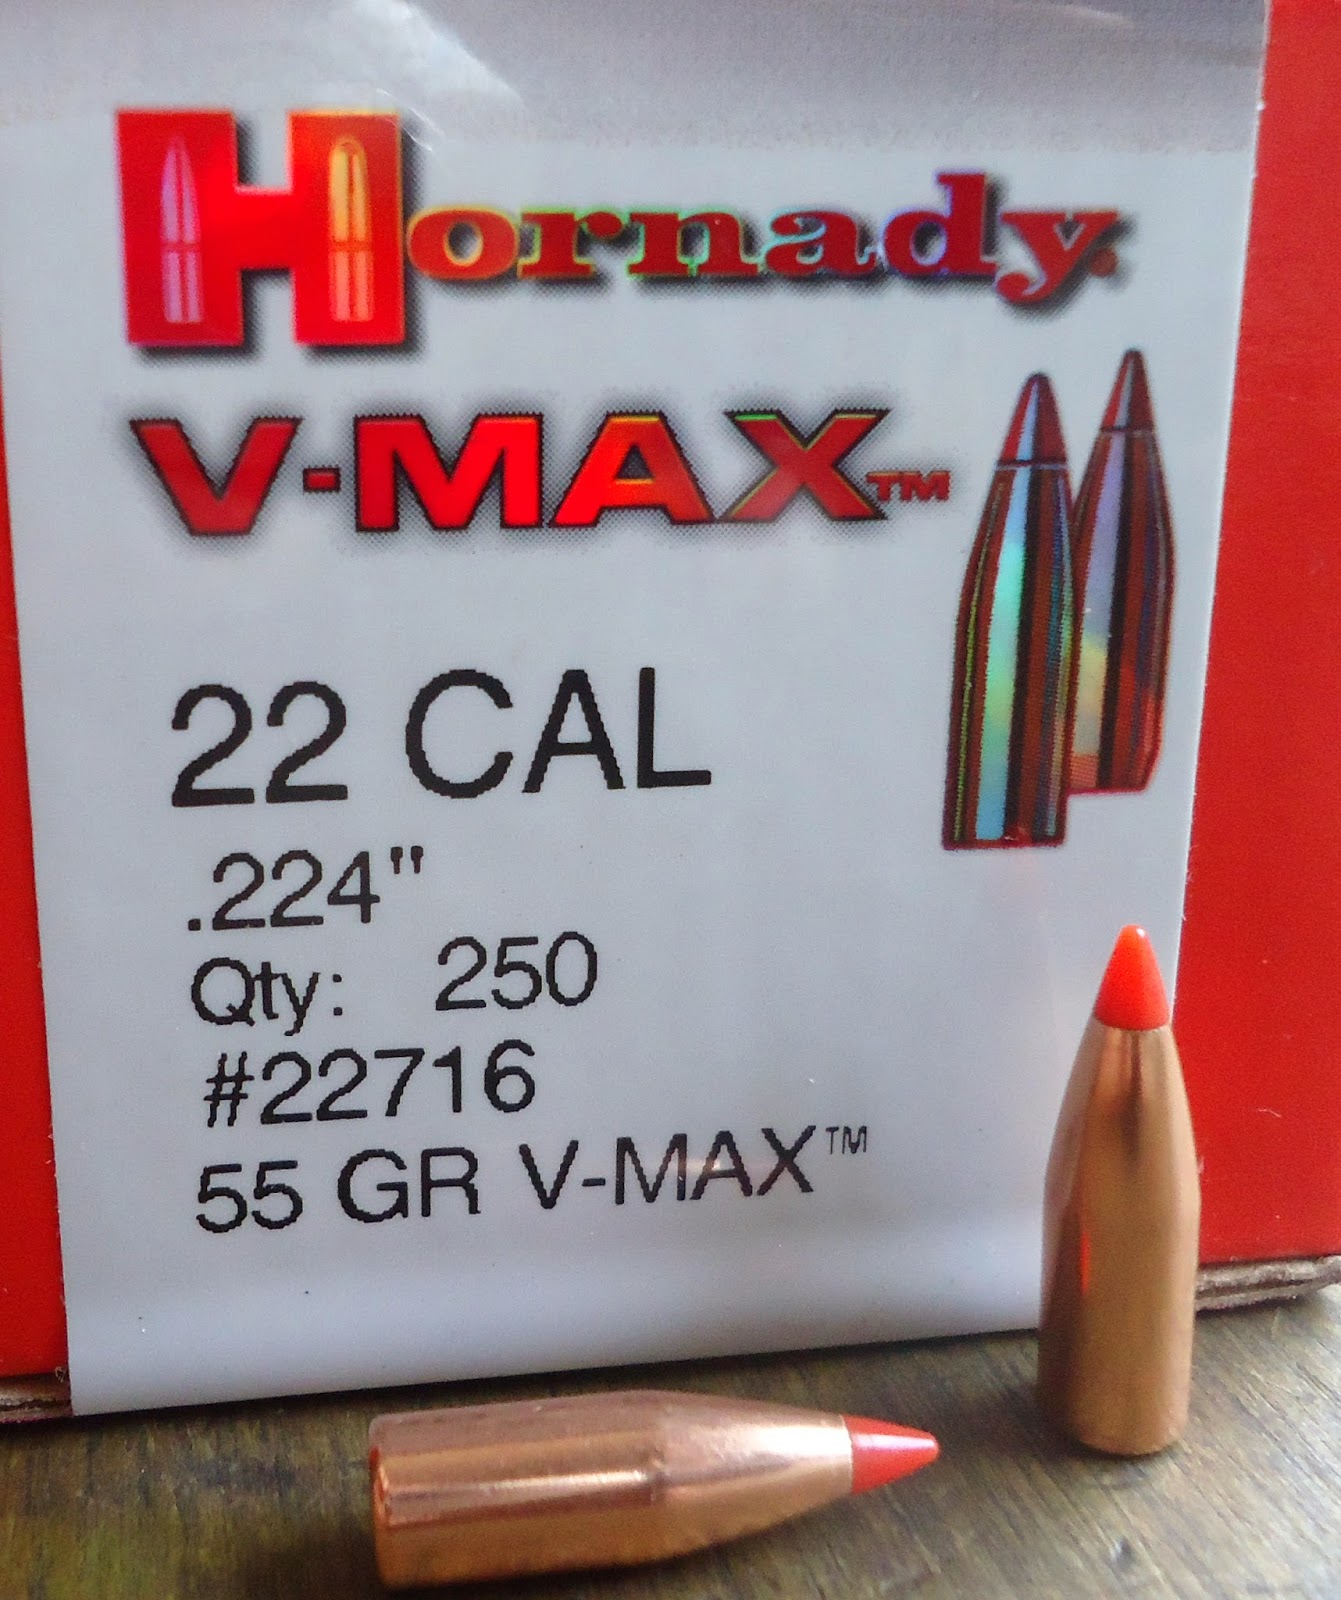 Hornady.
V-MAX™
22 CAL
.224"
Qty: 250
#22716
55 GR V-MAX™